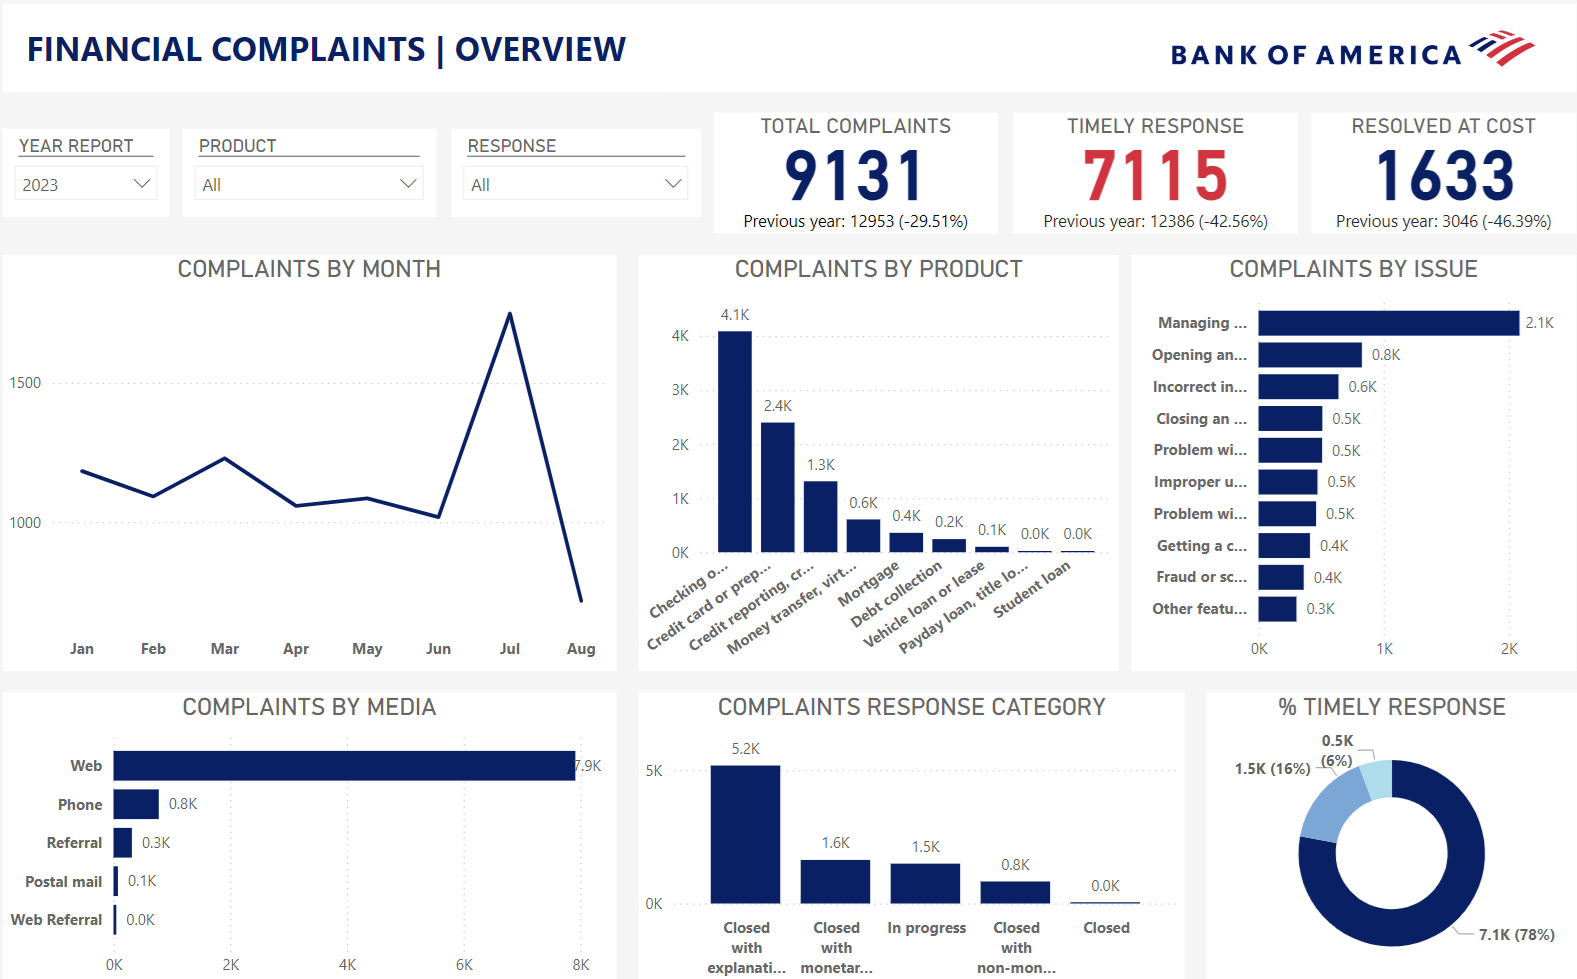 FINANCIAL COMPLAINTS | OVERVIEW
BANK OF AMERICA
YEAR REPORT
2023
PRODUCT
All
RESPONSE
All
TOTAL COMPLAINTS
9131
Previous year: 12953 (-29.51%)
TIMELY RESPONSE
7115
Previous year: 12386 (-42.56%)
RESOLVED AT COST
1633
Previous year: 3046 (-46.39%)
COMPLAINTS BY MONTH
1500
1000
Jan Feb Mar Apr May Jun Jul Aug
COMPLAINTS BY PRODUCT
4K
3K
2K
1K
0K
4.1K
2.4K
1.3K
0.6K
0.4K
0.2K
0.1K
0.0K
0.0K
Checking o...
Credit card or prep...
Credit reporting, cr...
Money transfer, virt...
Mortgage
Debt collection
Vehicle loan or lease
Payday loan, title lo...
Student loan
COMPLAINTS BY ISSUE
Managing ... 2.1K
Opening an... 0.8K
Incorrect in... 0.6K
Closing an ... 0.5K
Problem wi... 0.5K
Improper u... 0.5K
Problem wi... 0.5K
Getting a c... 0.4K
Fraud or sc... 0.4K
Other featu... 0.3K
0K 1K 2K
COMPLAINTS BY MEDIA
Web 7.9K
Phone 0.8K
Referral 0.3K
Postal mail 0.1K
Web Referral 0.0K
0K 2K 4K 6K 8K
COMPLAINTS RESPONSE CATEGORY
5K
0K
5.2K
1.6K
1.5K
0.8K
0.0K
Closed
with
explanati...
Closed
with
monetar...
In progress
Closed
with
non-mon...
Closed
% TIMELY RESPONSE
0.5K
(6%)
1.5K (16%)
7.1K (78%)